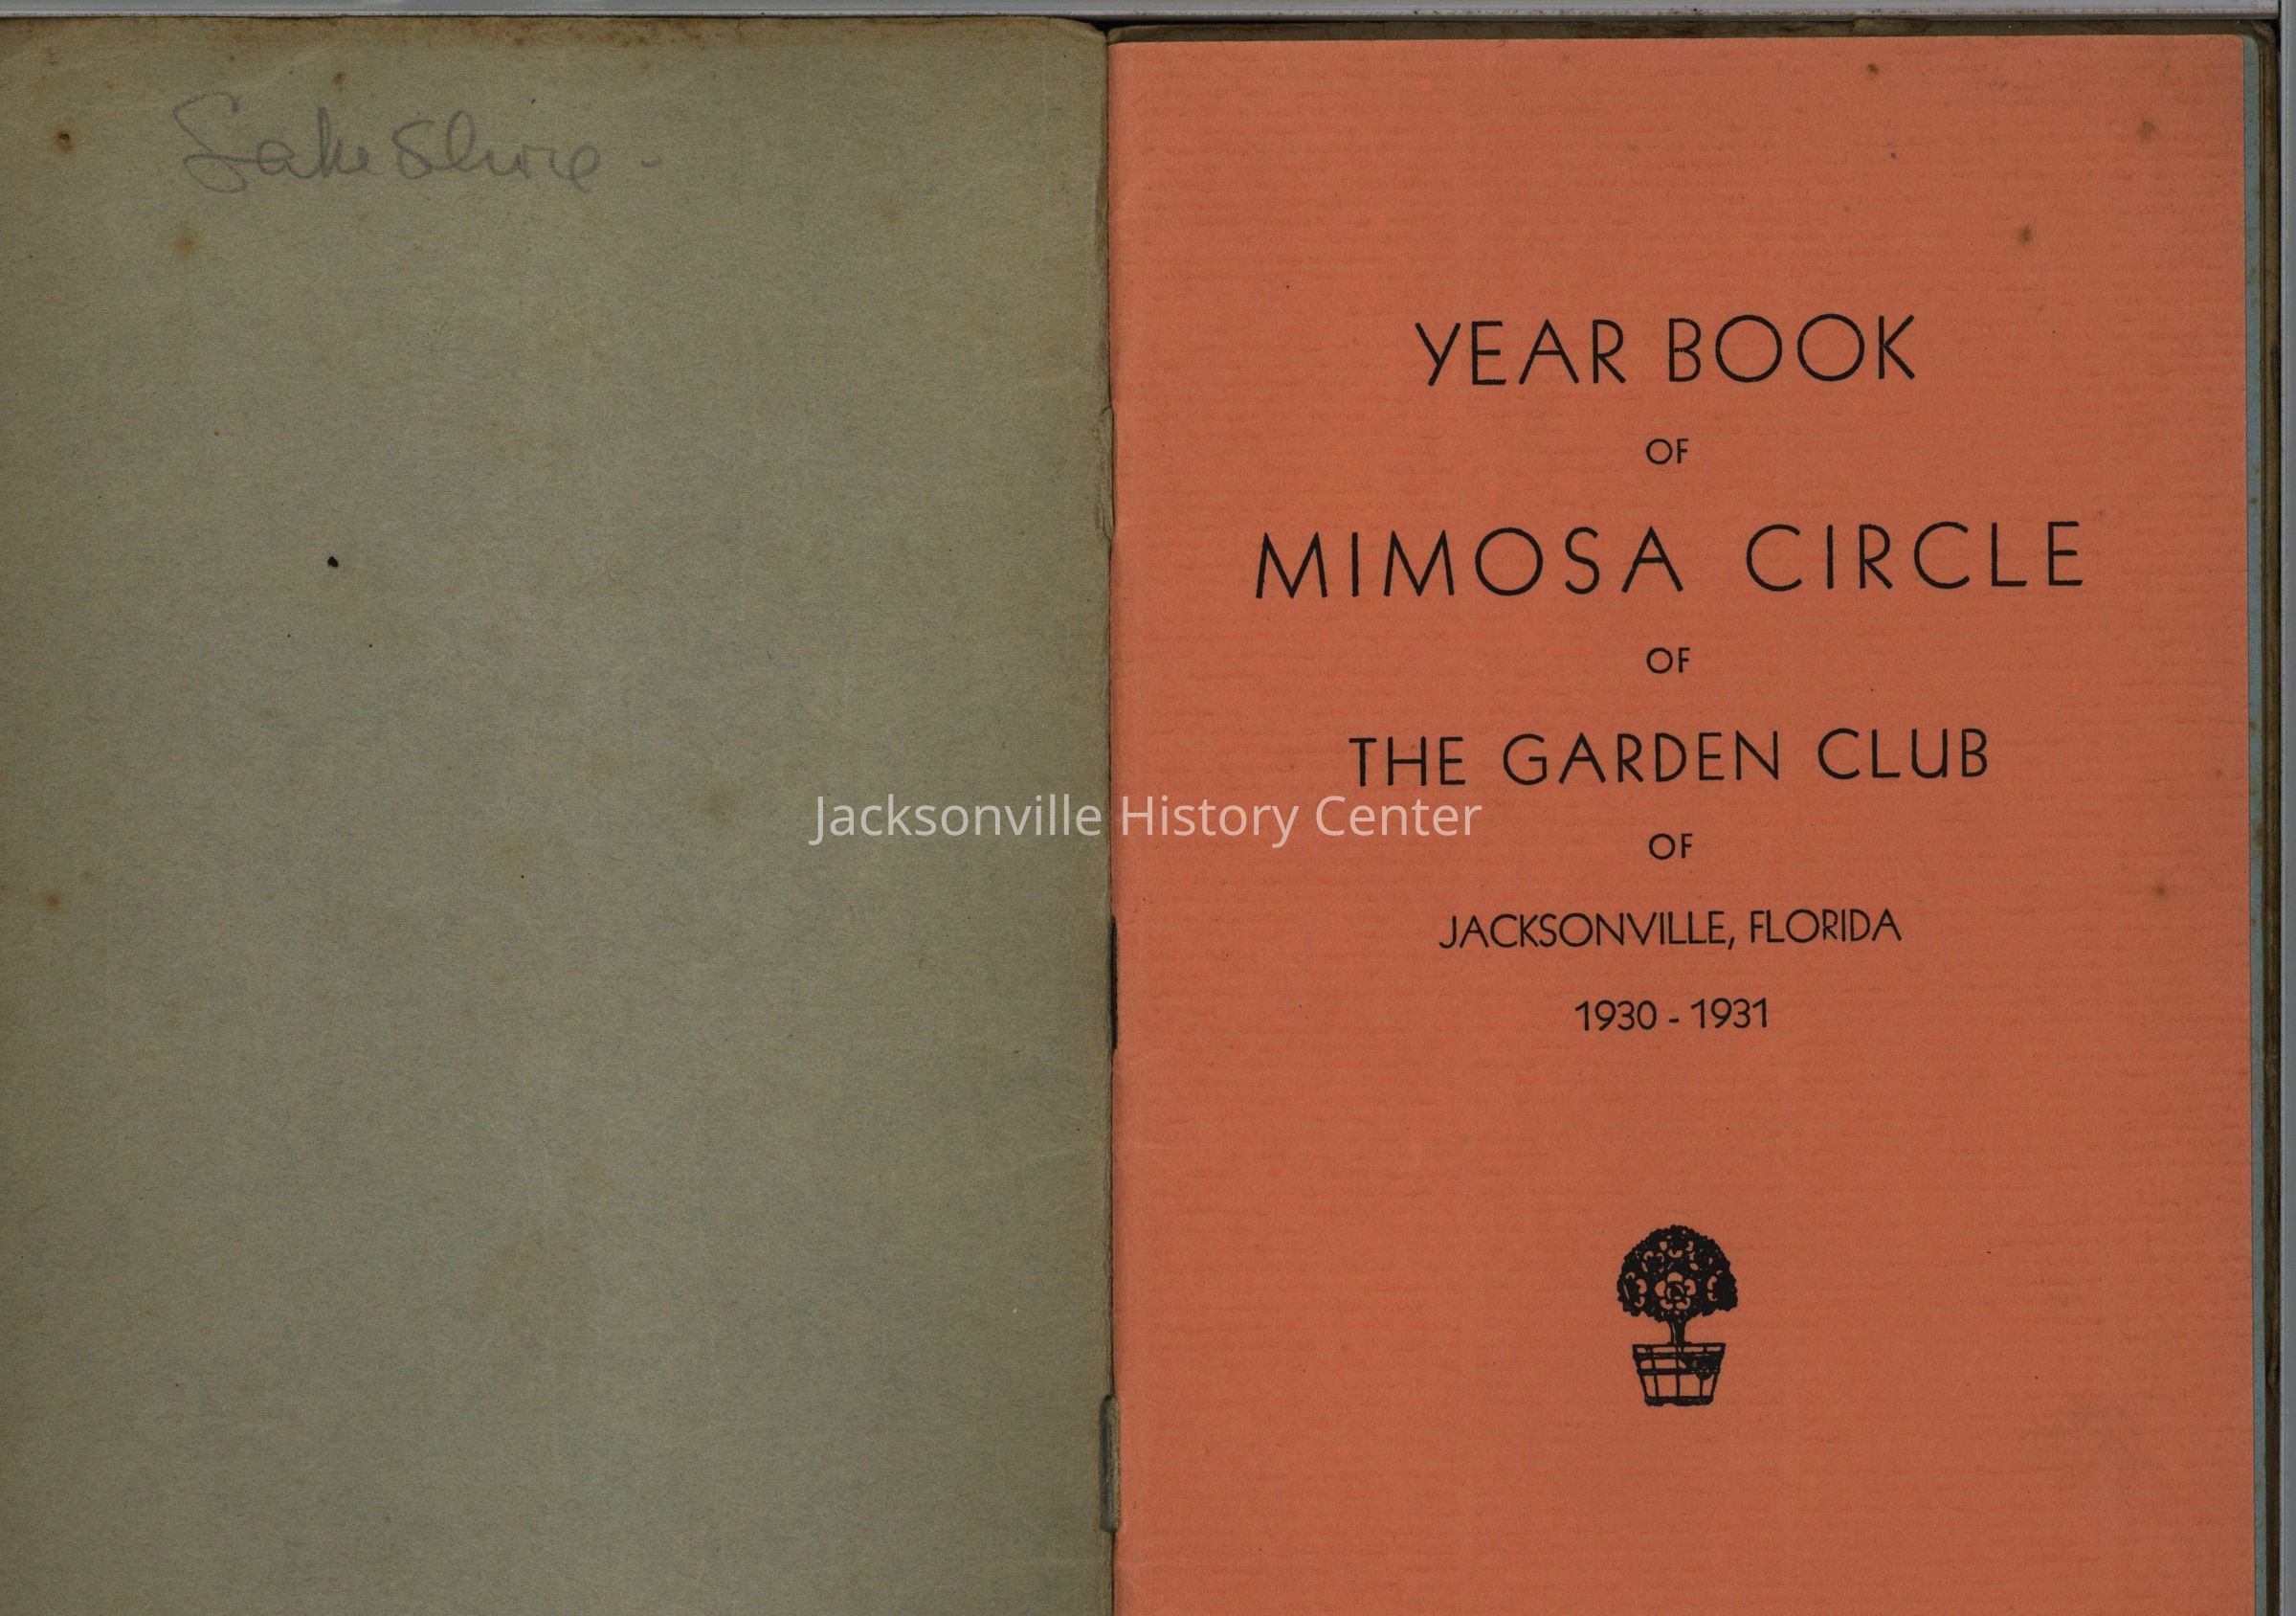 Lake Shore -
YEAR BOOK
OF
MIMOSA CIRCLE
OF
THE GARDEN CLUB
OF
JACKSONVILLE, FLORIDA
1930 - 1931
Jacksonville History Center